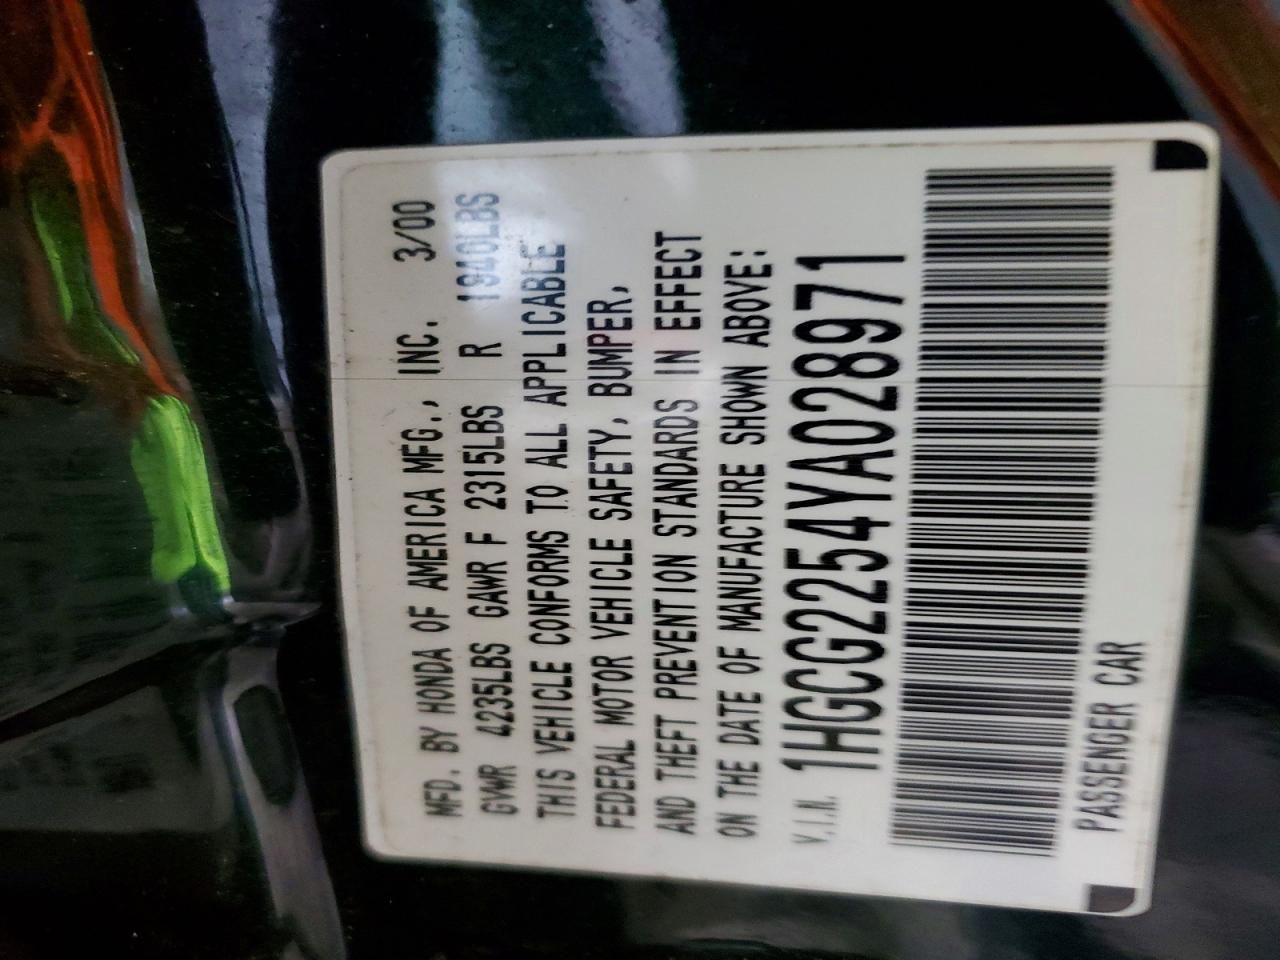 MFD. BY HONDA OF AMERICA MFG., INC. 3/00
GVWR 4235LBS GAWR F 2315LBS R 1940LBS
THIS VEHICLE CONFORMS TO ALL APPLICABLE
FEDERAL MOTOR VEHICLE SAFETY, BUMPER,
AND THEFT PREVENTION STANDARDS IN EFFECT
ON THE DATE OF MANUFACTURE SHOWN ABOVE:
V.I.N. 1HGCG2254YA028971
PASSENGER CAR